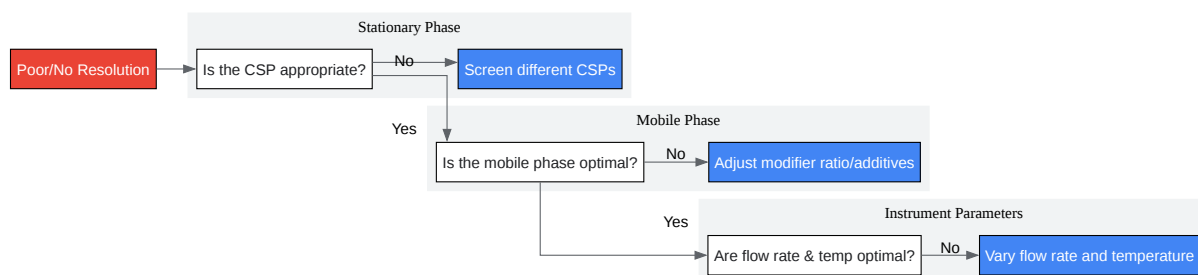 Stationary Phase
Poor/No Resolution
Is the CSP appropriate?
No
Screen different CSPs
Yes
Mobile Phase
Is the mobile phase optimal?
No
Adjust modifier ratio/additives
Yes
Instrument Parameters
Are flow rate & temp optimal?
No
Vary flow rate and temperature